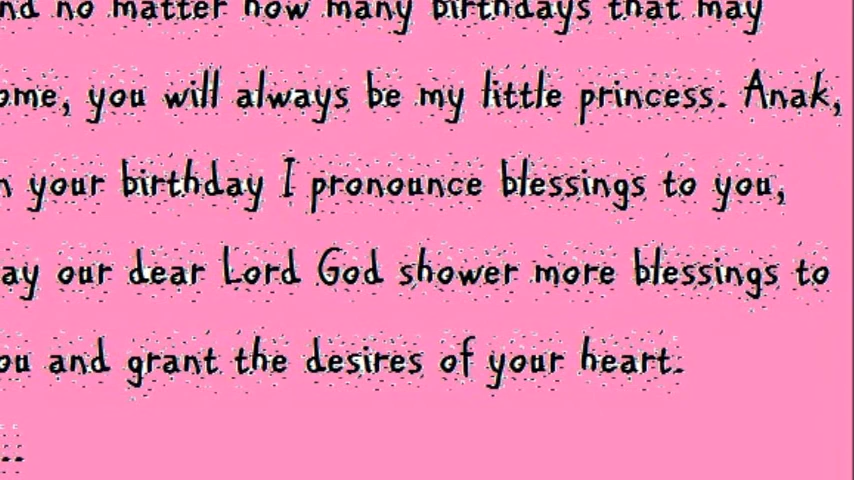 nd no matter how many birthdays that may
ome, you will always be my little princess. Anak,
n your birthday I pronounce blessings to you,
ay our dear Lord God shower more blessings to
ou and grant the desires of your heart.
..